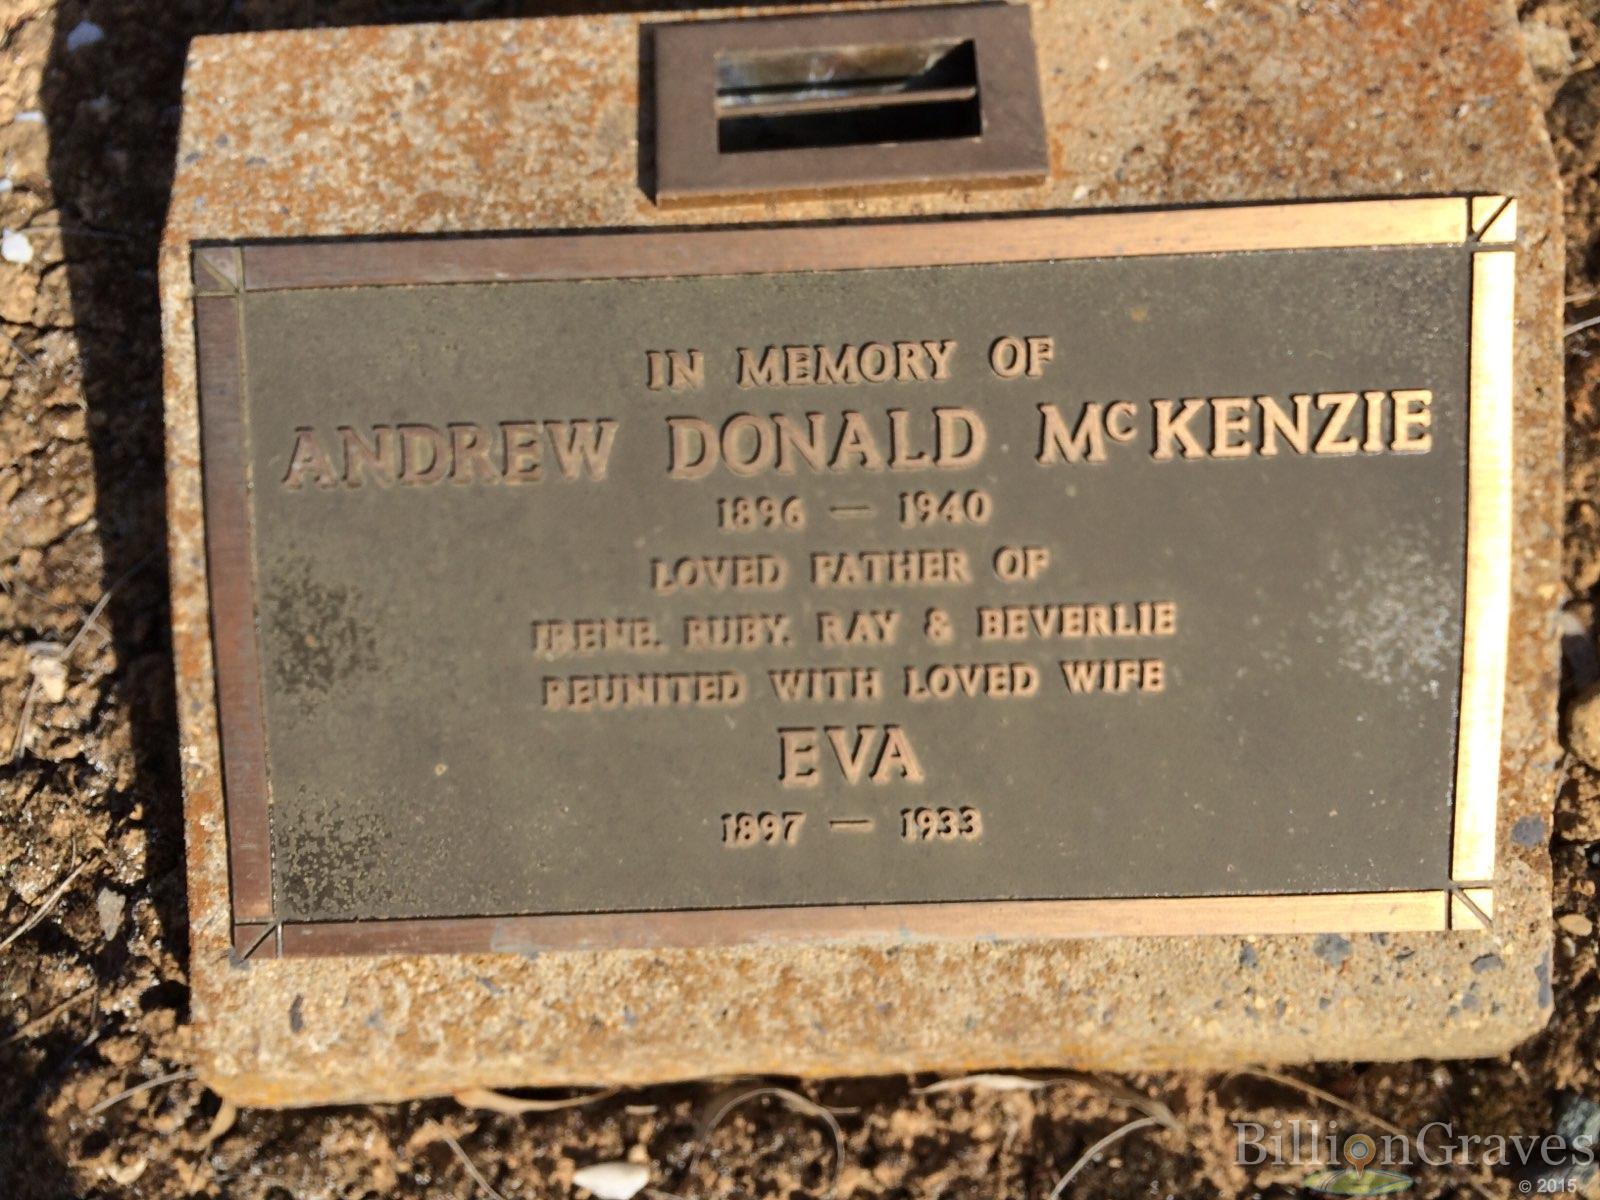 IN MEMORY OF
ANDREW DONALD McKENZIE
1896 — 1940
LOVED FATHER OF
IRENE, RUBY, RAY & BEVERLIE
REUNITED WITH LOVED WIFE
EVA
1897 — 1933
BillionGraves
© 2015